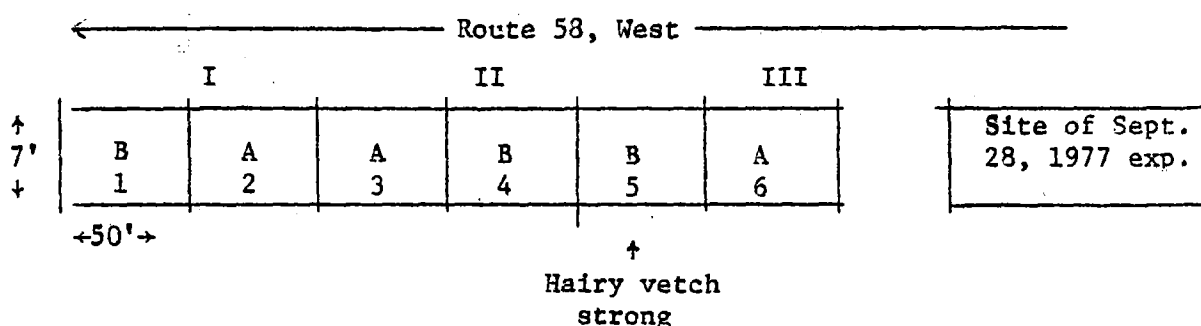 Route 58, West
I II III
7'
B A A B B A
1 2 3 4 5 6
Site of Sept.
28, 1977 exp.
←50'→
Hairy vetch
strong